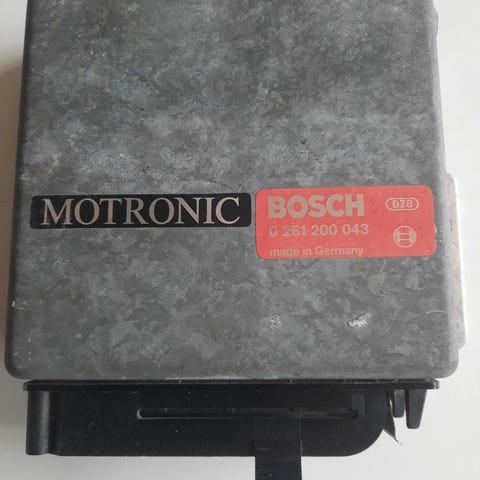 MOTRONIC
BOSCH 078
0 261 200 043
made in Germany